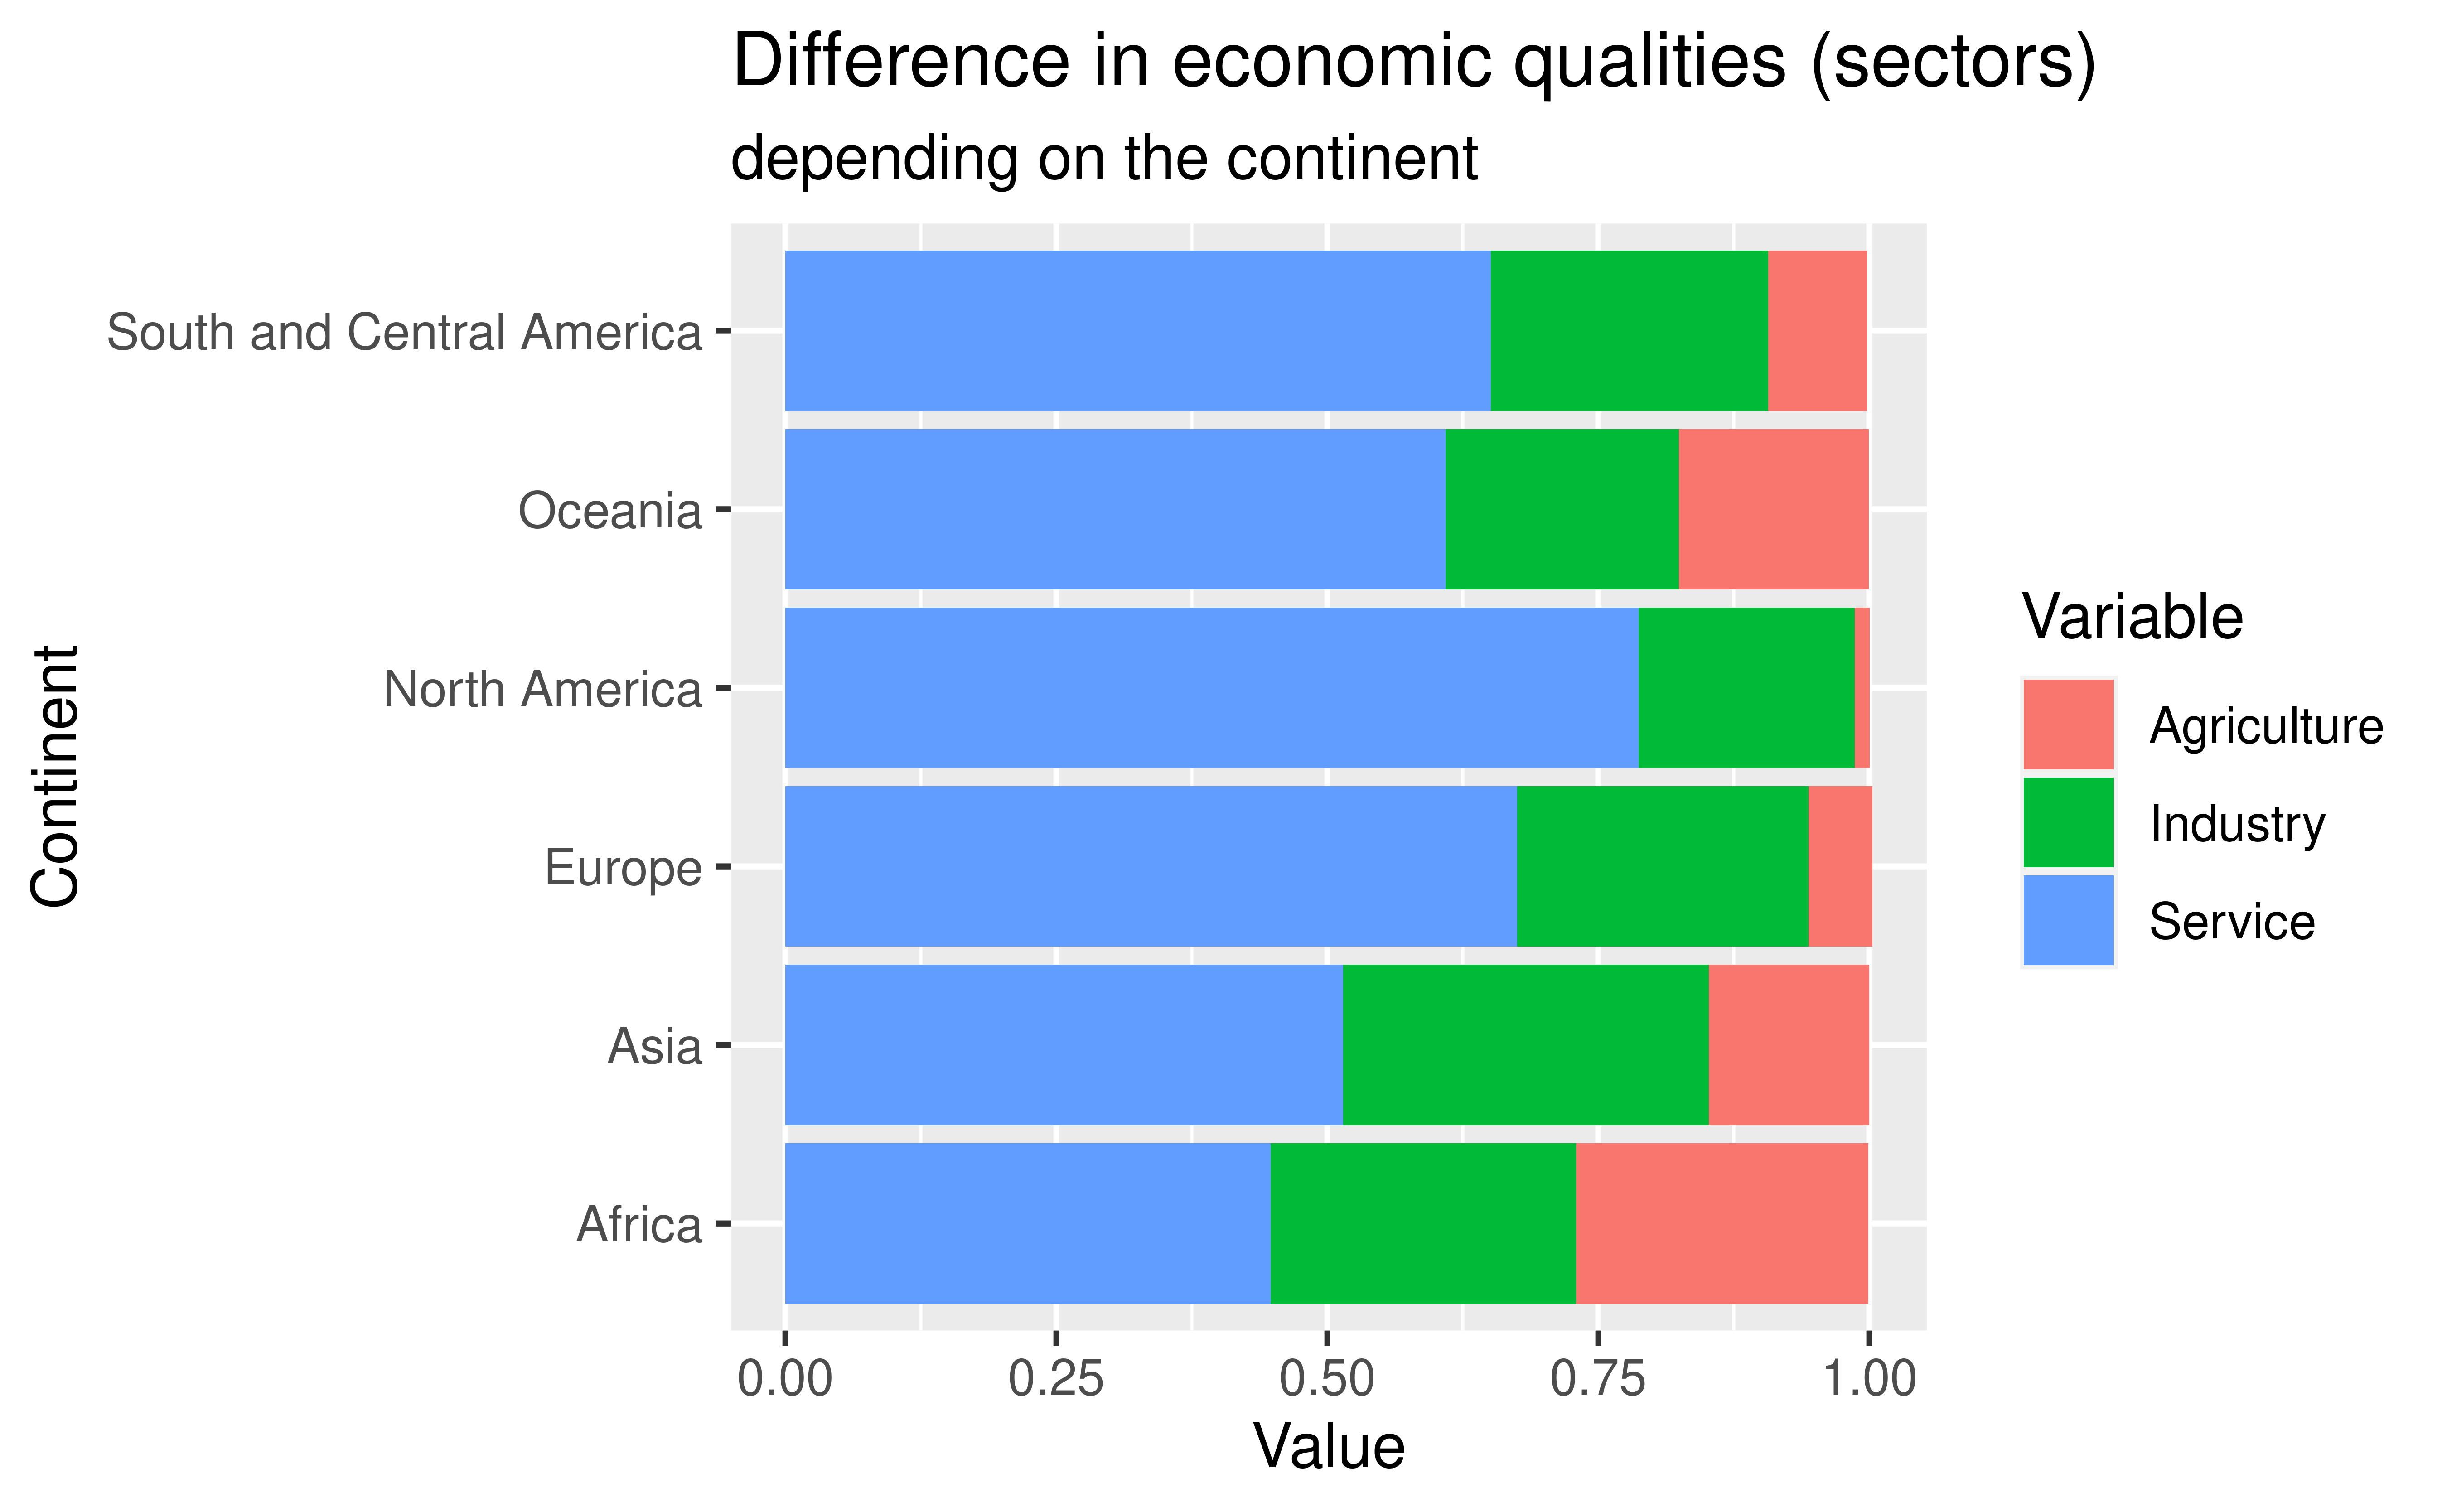 Difference in economic qualities (sectors)
depending on the continent
Continent
South and Central America
Oceania
North America
Europe
Asia
Africa
0.00 0.25 0.50 0.75 1.00
Value
Variable
Agriculture
Industry
Service